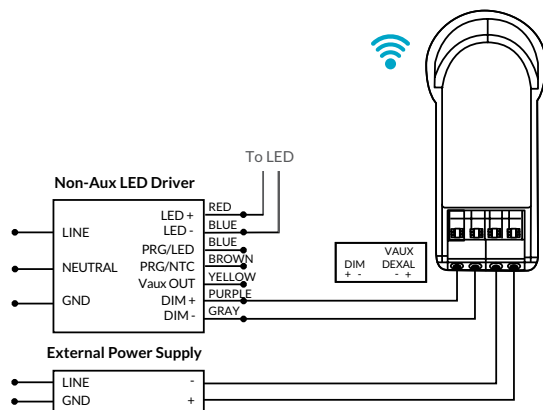 To LED
Non-Aux LED Driver
LINE
NEUTRAL
GND
LED +
LED -
PRG/LED
PRG/NTC
Vaux OUT
DIM +
DIM -
RED
BLUE
BLUE
BROWN
YELLOW
PURPLE
GRAY
VAUX
DIM DEXAL
+ - - +
External Power Supply
LINE -
GND +